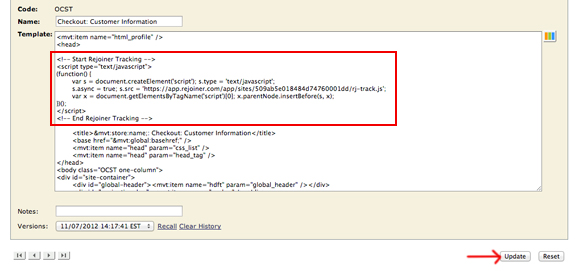 Code: OCST
Name: Checkout: Customer Information
Template: <mvt:item name="html_profile" />
<head>
<!-- Start Rejoiner Tracking -->
<script type="text/javascript">
(function() {
var s = document.createElement('script'); s.type = 'text/javascript';
s.async = true; s.src = 'https://app.rejoiner.com/app/sites/509ab5e018484d74760001dd/rj-track.js';
var x = document.getElementsByTagName('script')[0]; x.parentNode.insertBefore(s, x);
})();
</script>
<!-- End Rejoiner Tracking -->
<title>&mvt:store:name;: Checkout: Customer Information</title>
<base href="&mvt:global:basehref;" />
<mvt:item name="head" param="css_list" />
<mvt:item name="head" param="head_tag" />
</head>
<body class="OCST one-column">
<div id="site-container">
<div id="global-header"><mvt:item name="hdft" param="global_header" /></div>
Notes:
Versions: 11/07/2012 14:17:41 EST Recall Clear History
Update Reset